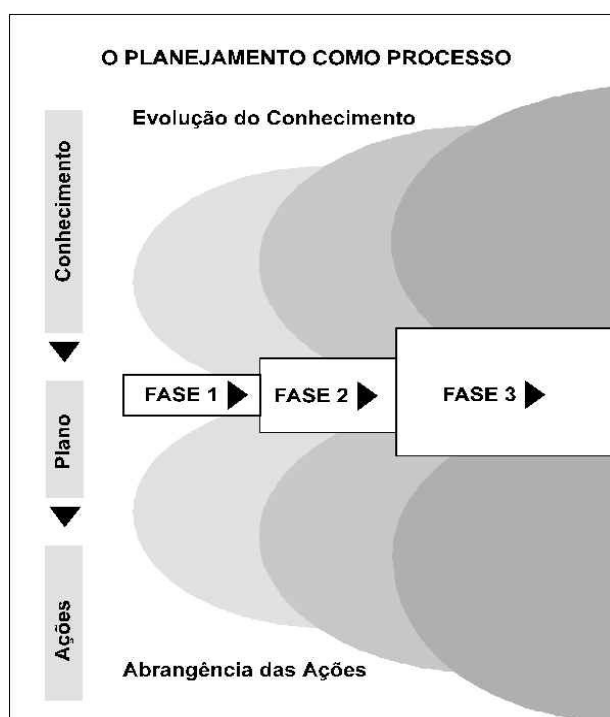 O PLANEJAMENTO COMO PROCESSO
Evolução do Conhecimento
Conhecimento
FASE 1
FASE 2
FASE 3
Plano
Ações
Abrangência das Ações